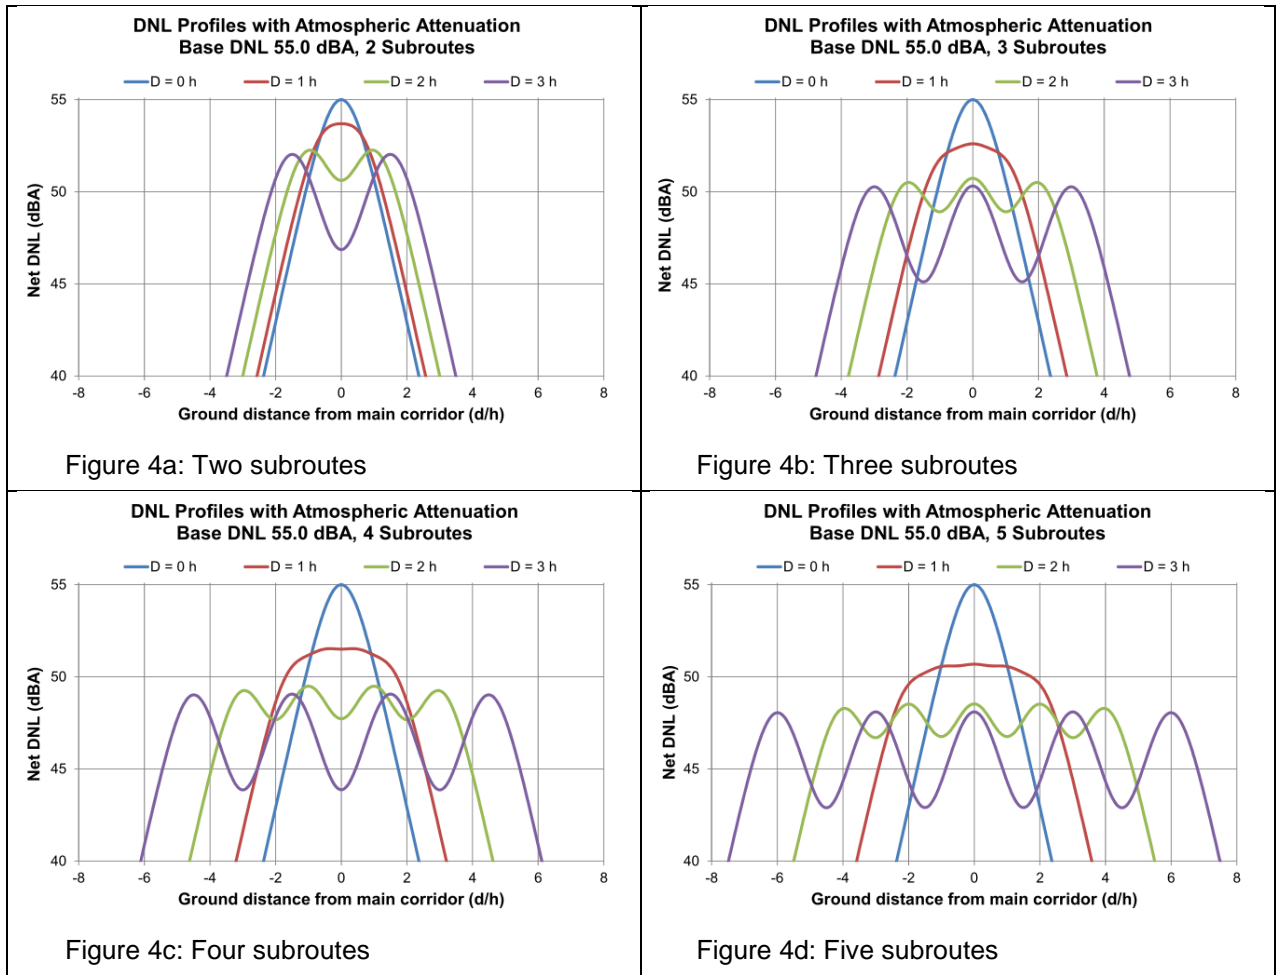 DNL Profiles with Atmospheric Attenuation
Base DNL 55.0 dBA, 2 Subroutes
D = 0 h D = 1 h D = 2 h D = 3 h
55
50
45
40
Net DNL (dBA)
-8 -6 -4 -2 0 2 4 6 8
Ground distance from main corridor (d/h)
Figure 4a: Two subroutes
DNL Profiles with Atmospheric Attenuation
Base DNL 55.0 dBA, 3 Subroutes
D = 0 h D = 1 h D = 2 h D = 3 h
55
50
45
40
Net DNL (dBA)
-8 -6 -4 -2 0 2 4 6 8
Ground distance from main corridor (d/h)
Figure 4b: Three subroutes
DNL Profiles with Atmospheric Attenuation
Base DNL 55.0 dBA, 4 Subroutes
D = 0 h D = 1 h D = 2 h D = 3 h
55
50
45
40
Net DNL (dBA)
-8 -6 -4 -2 0 2 4 6 8
Ground distance from main corridor (d/h)
Figure 4c: Four subroutes
DNL Profiles with Atmospheric Attenuation
Base DNL 55.0 dBA, 5 Subroutes
D = 0 h D = 1 h D = 2 h D = 3 h
55
50
45
40
Net DNL (dBA)
-8 -6 -4 -2 0 2 4 6 8
Ground distance from main corridor (d/h)
Figure 4d: Five subroutes